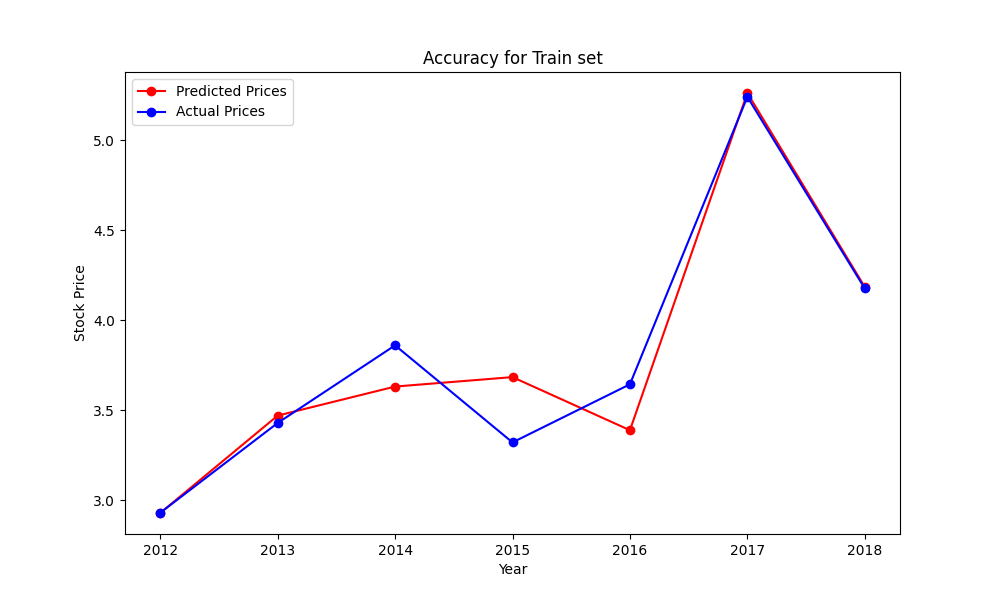 Accuracy for Train set
Predicted Prices
Actual Prices
5.0
4.5
4.0
3.5
3.0
Stock Price
2012 2013 2014 2015 2016 2017 2018
Year